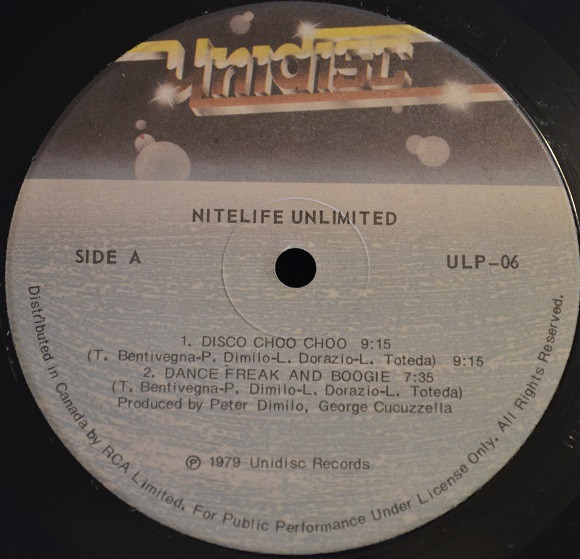 Unidisc
NITELIFE UNLIMITED
SIDE A
ULP-06
1. DISCO CHOO CHOO 9:15
(T. Bentivegna-P. Dimilo-L. Dorazio-L. Toteda) 9:15
2. DANCE FREAK AND BOOGIE 7:35
(T. Bentivegna-P. Dimilo-L. Dorazio-L. Toteda)
Produced by Peter Dimilo, George Cucuzzella
℗ 1979 Unidisc Records
Distributed in Canada by RCA Limited. For Public Performance Under License Only. All Rights Reserved.